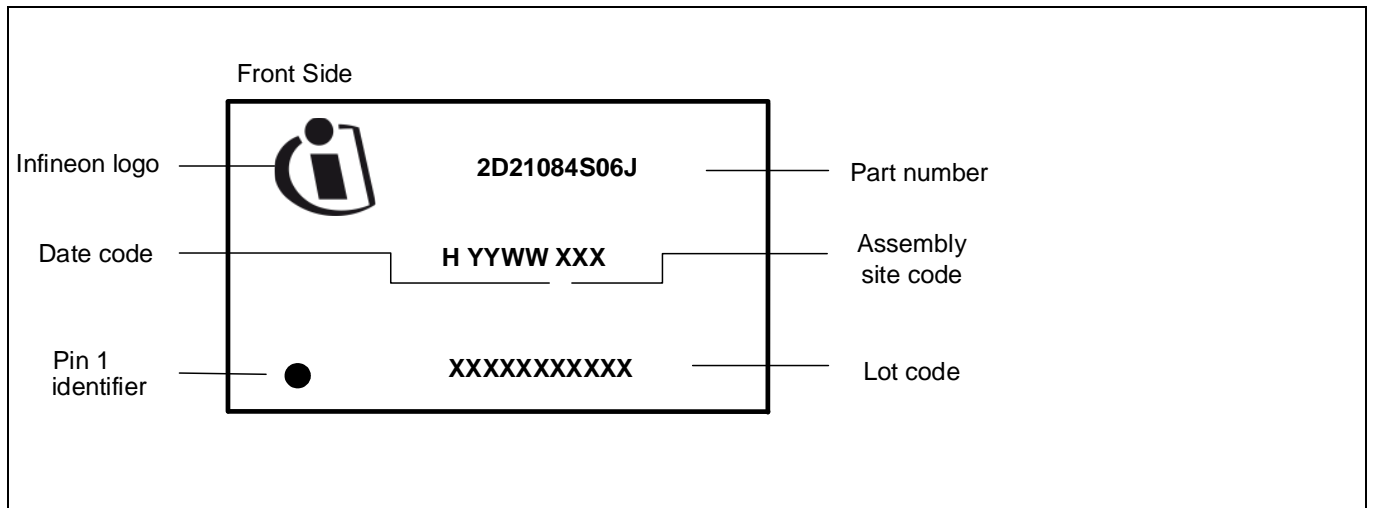 Front Side
Infineon logo
2D21084S06J
Part number
Date code
H YYWW XXX
Assembly
site code
Pin 1
identifier
XXXXXXXXXXX
Lot code